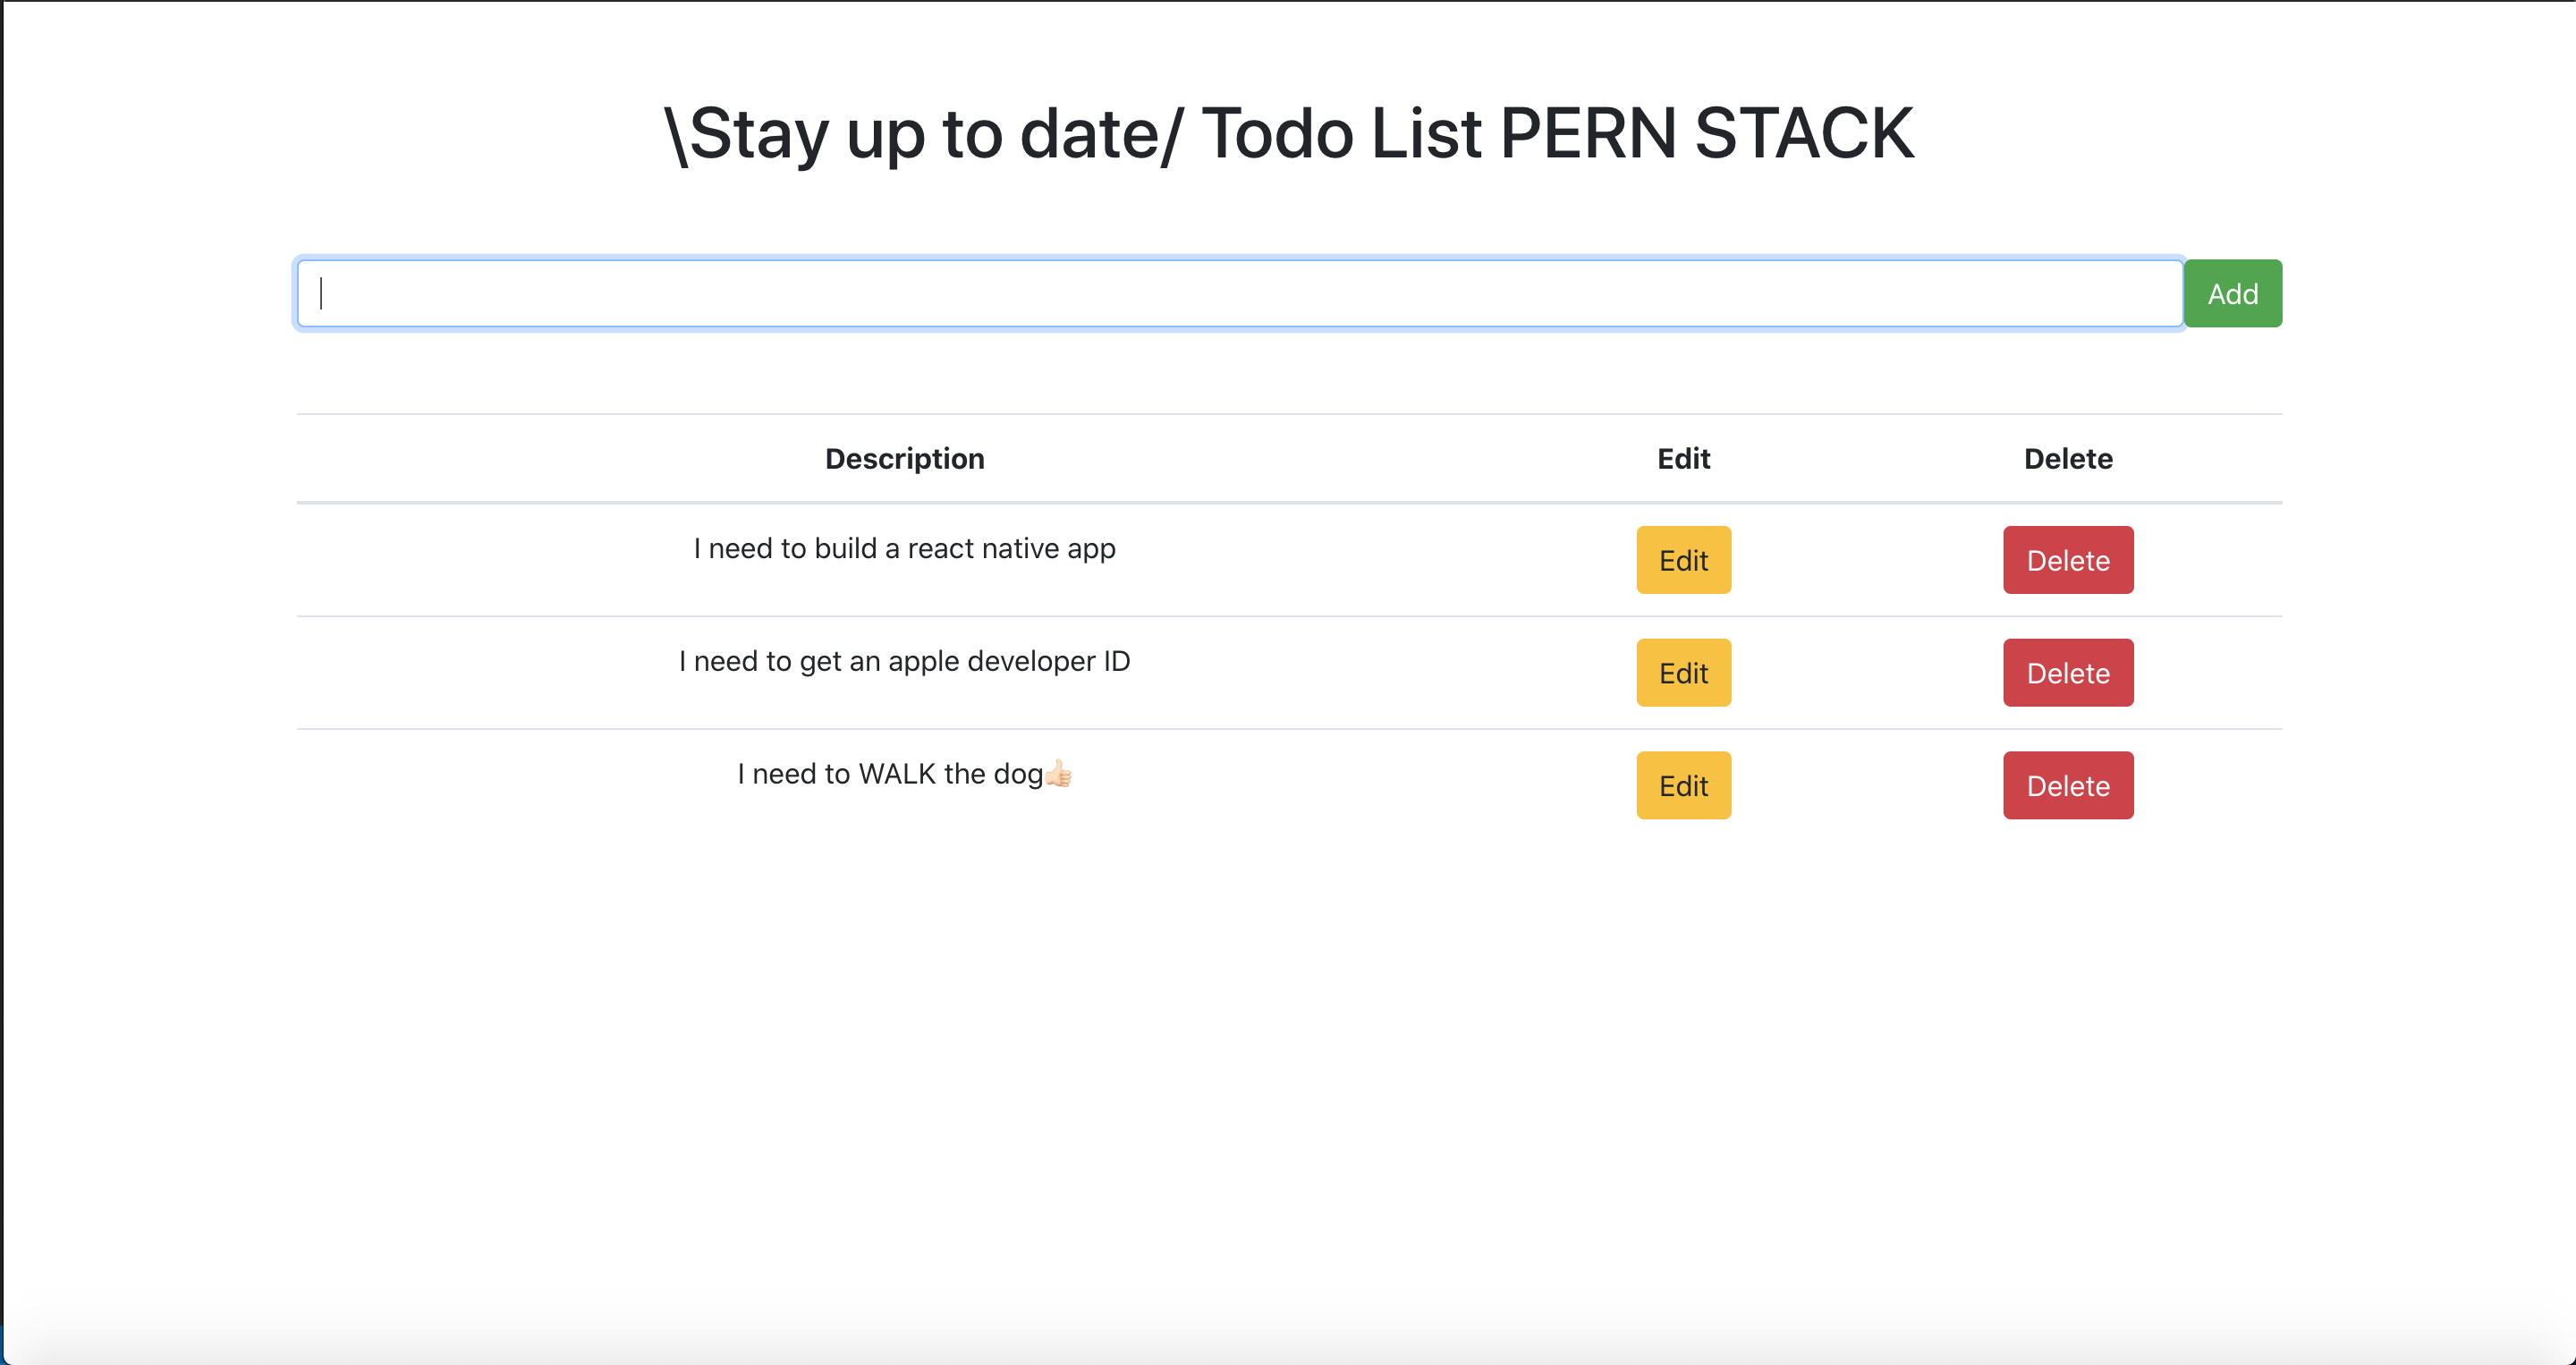 \Stay up to date/ Todo List PERN STACK
Add
Description Edit Delete
I need to build a react native app Edit Delete
I need to get an apple developer ID Edit Delete
I need to WALK the dog👍🏻 Edit Delete